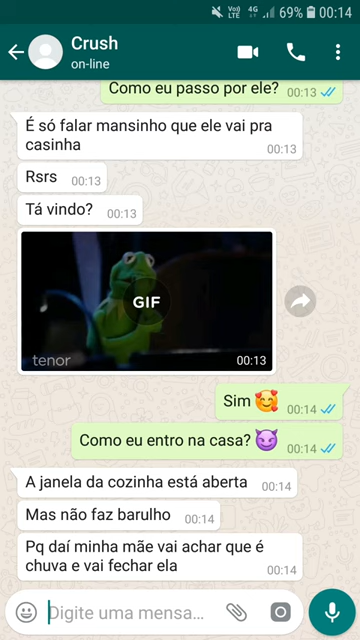 Vo)) 4G
LTE 69% 00:14
Crush
on-line
Como eu passo por ele? 00:13
É só falar mansinho que ele vai pra
casinha
00:13
Rsrs 00:13
Tá vindo? 00:13
GIF
tenor 00:13
Sim 00:14
Como eu entro na casa? 00:14
A janela da cozinha está aberta 00:14
Mas não faz barulho 00:14
Pq daí minha mãe vai achar que é
chuva e vai fechar ela 00:14
Digite uma mensa...